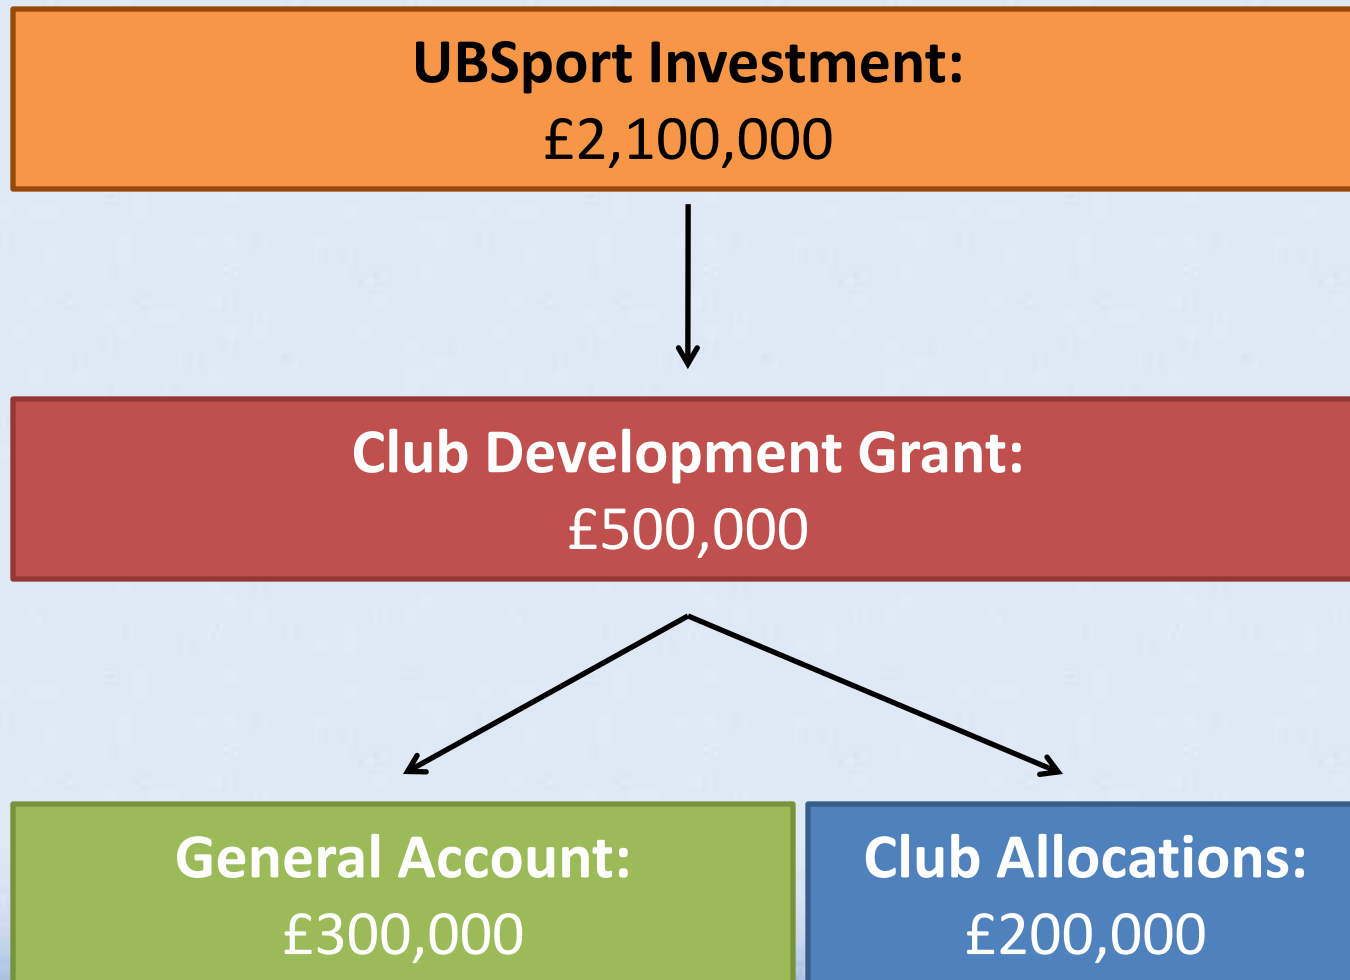 UBSport Investment:
£2,100,000
Club Development Grant:
£500,000
General Account:
£300,000
Club Allocations:
£200,000